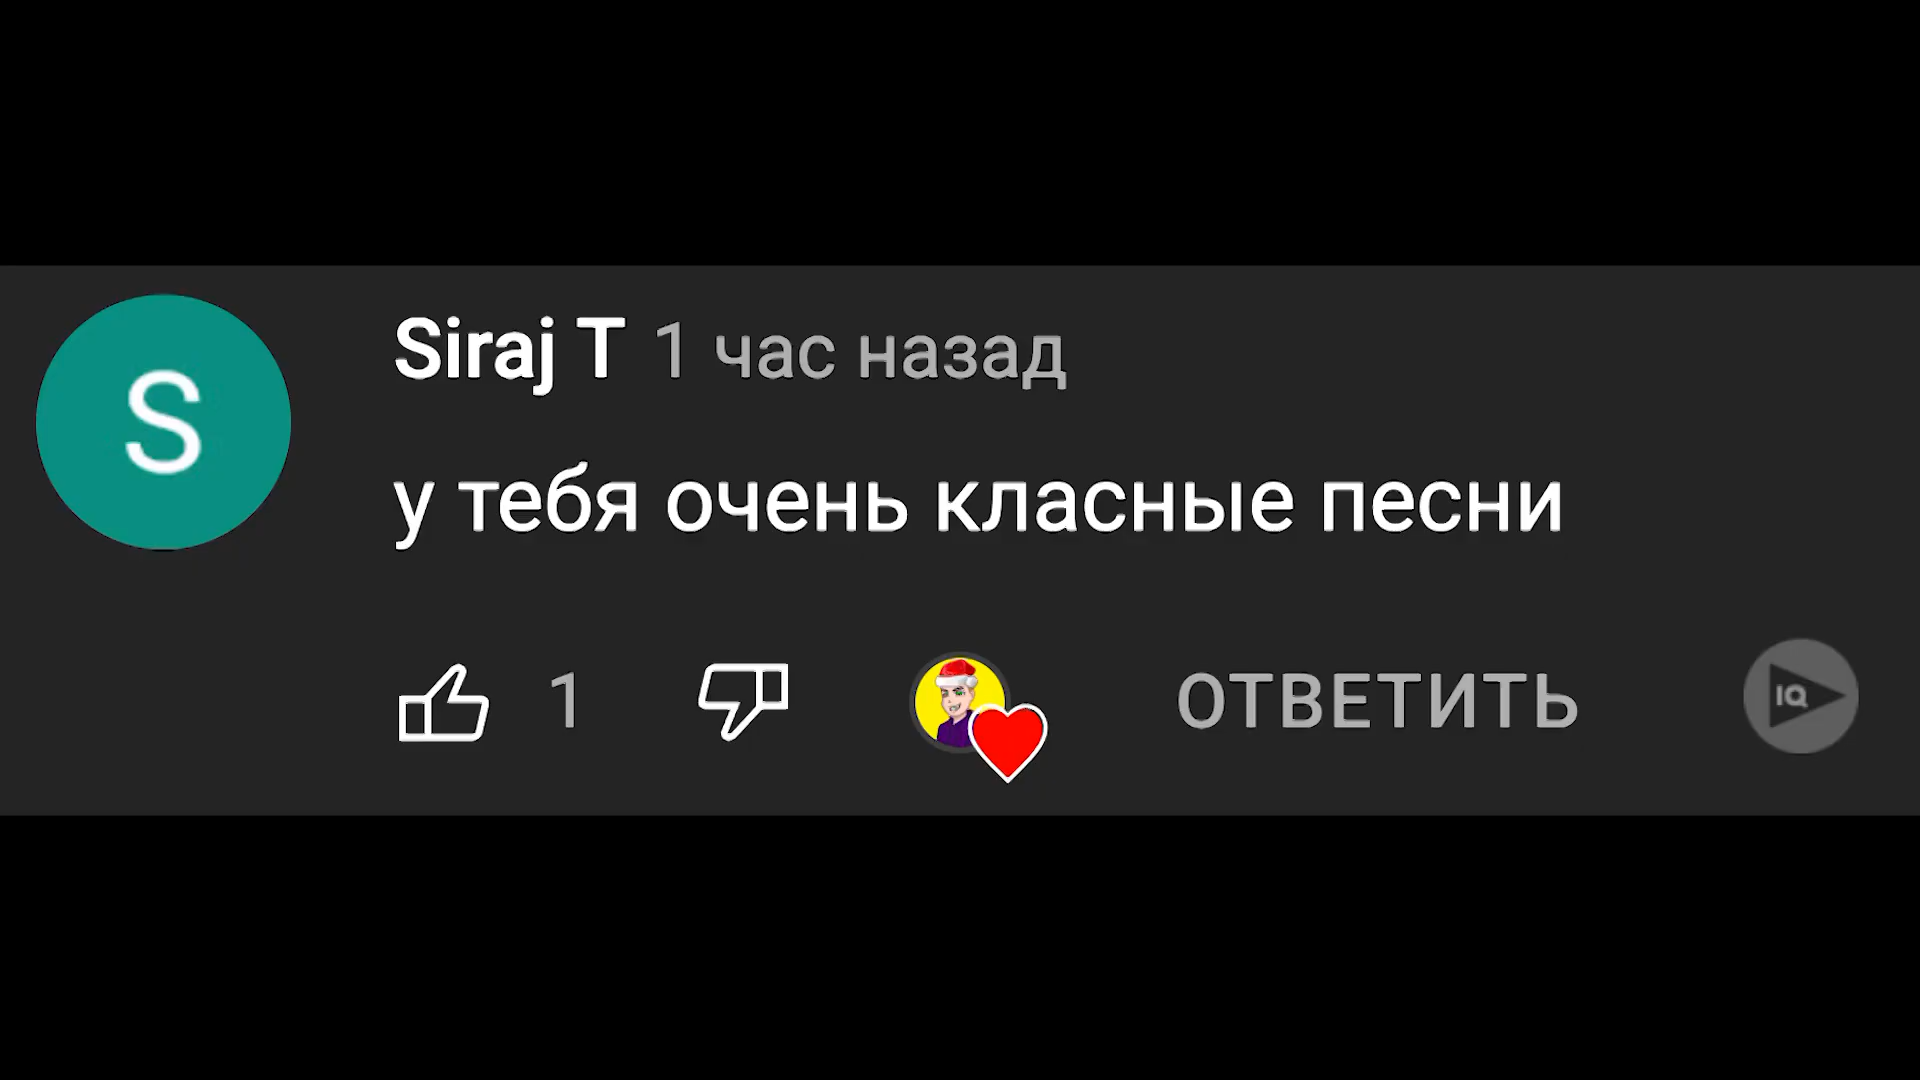 S
Siraj T 1 час назад
у тебя очень класные песни
1 ОТВЕТИТЬ IQ